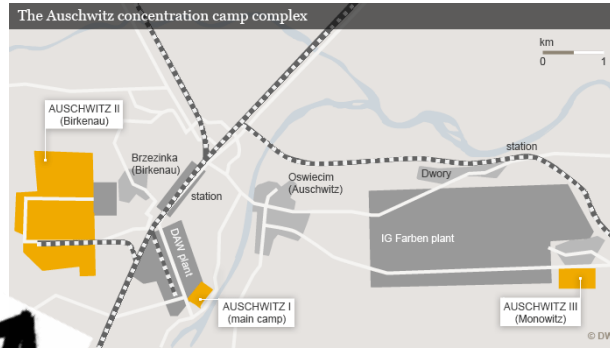 The Auschwitz concentration camp complex
km
0 1
AUSCHWITZ II
(Birkenau)
Brzezinka
(Birkenau)
station
Oswiecim
(Auschwitz)
Dwory
station
DAW plant
IG Farben plant
AUSCHWITZ I
(main camp)
AUSCHWITZ III
(Monowitz)
© DW